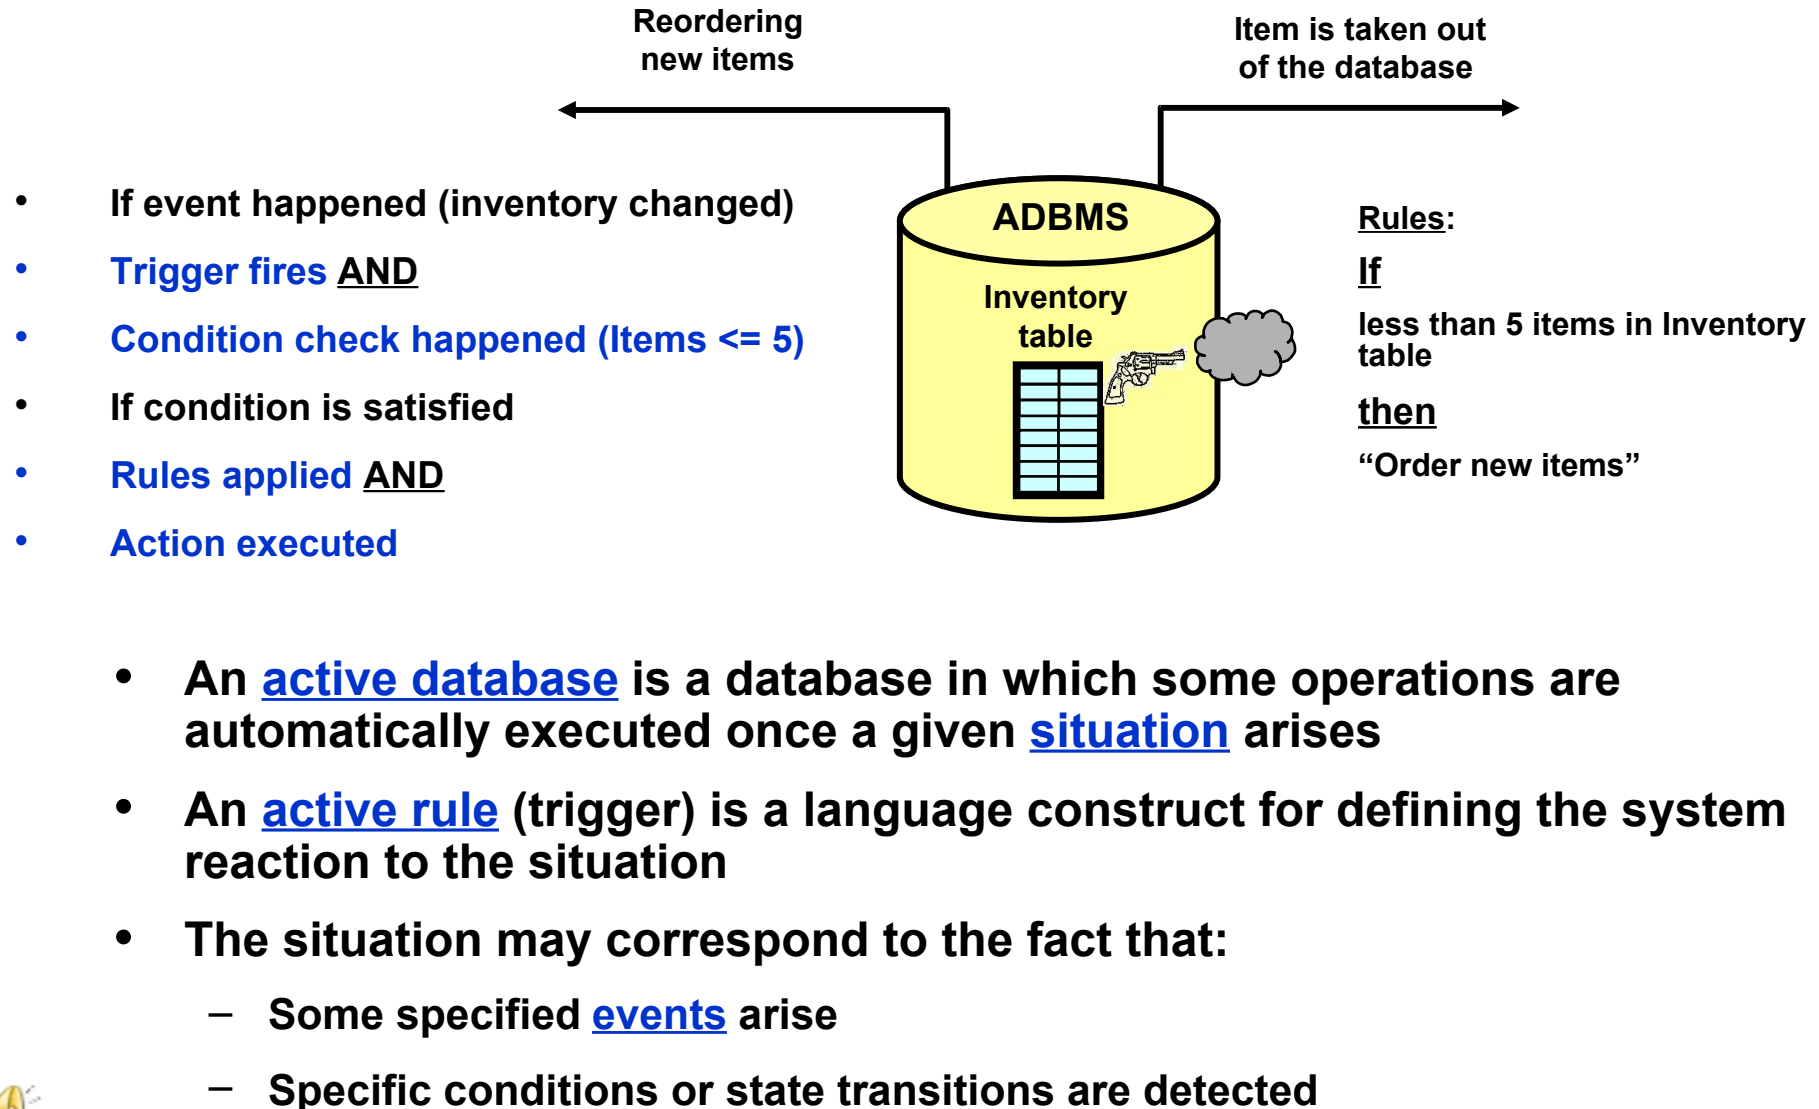 Reordering
new items
Item is taken out
of the database
• If event happened (inventory changed)
• Trigger fires AND
• Condition check happened (Items <= 5)
• If condition is satisfied
• Rules applied AND
• Action executed
ADBMS
Inventory
table
Rules:
If
less than 5 items in Inventory
table
then
“Order new items”
• An active database is a database in which some operations are
automatically executed once a given situation arises
• An active rule (trigger) is a language construct for defining the system
reaction to the situation
• The situation may correspond to the fact that:
– Some specified events arise
– Specific conditions or state transitions are detected